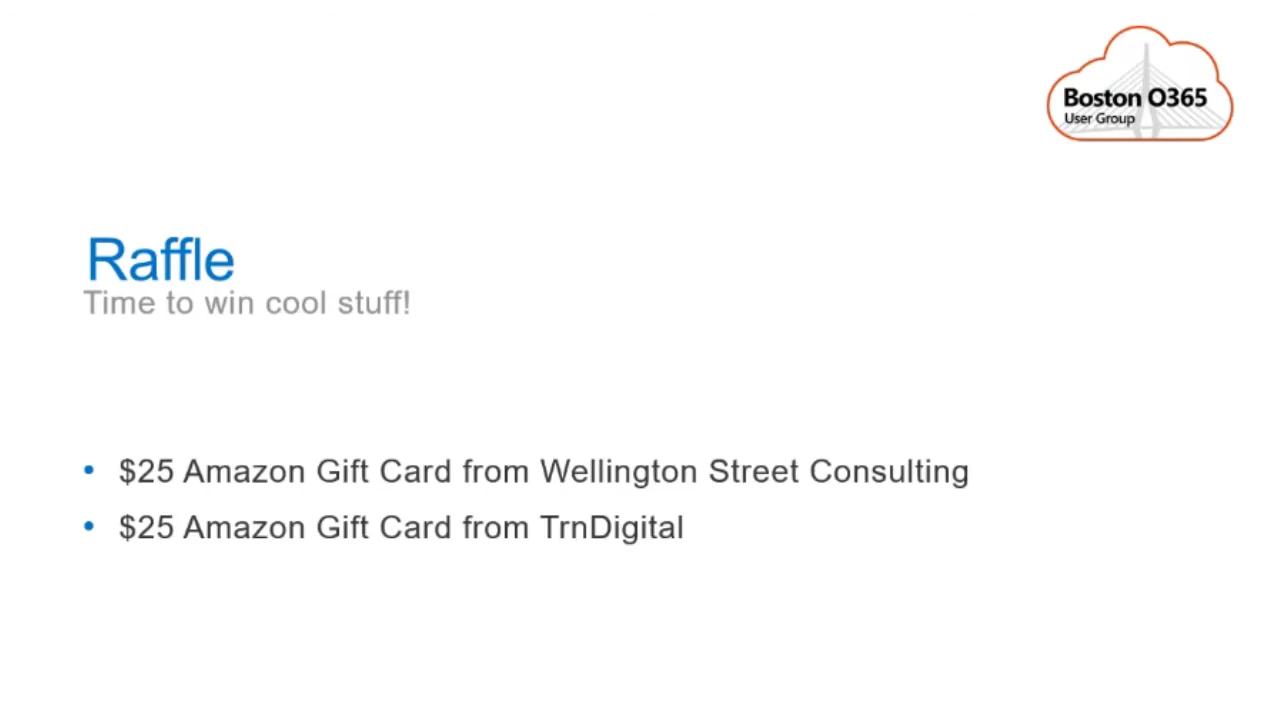 Boston O365
User Group
Raffle
Time to win cool stuff!
• $25 Amazon Gift Card from Wellington Street Consulting
• $25 Amazon Gift Card from TrnDigital